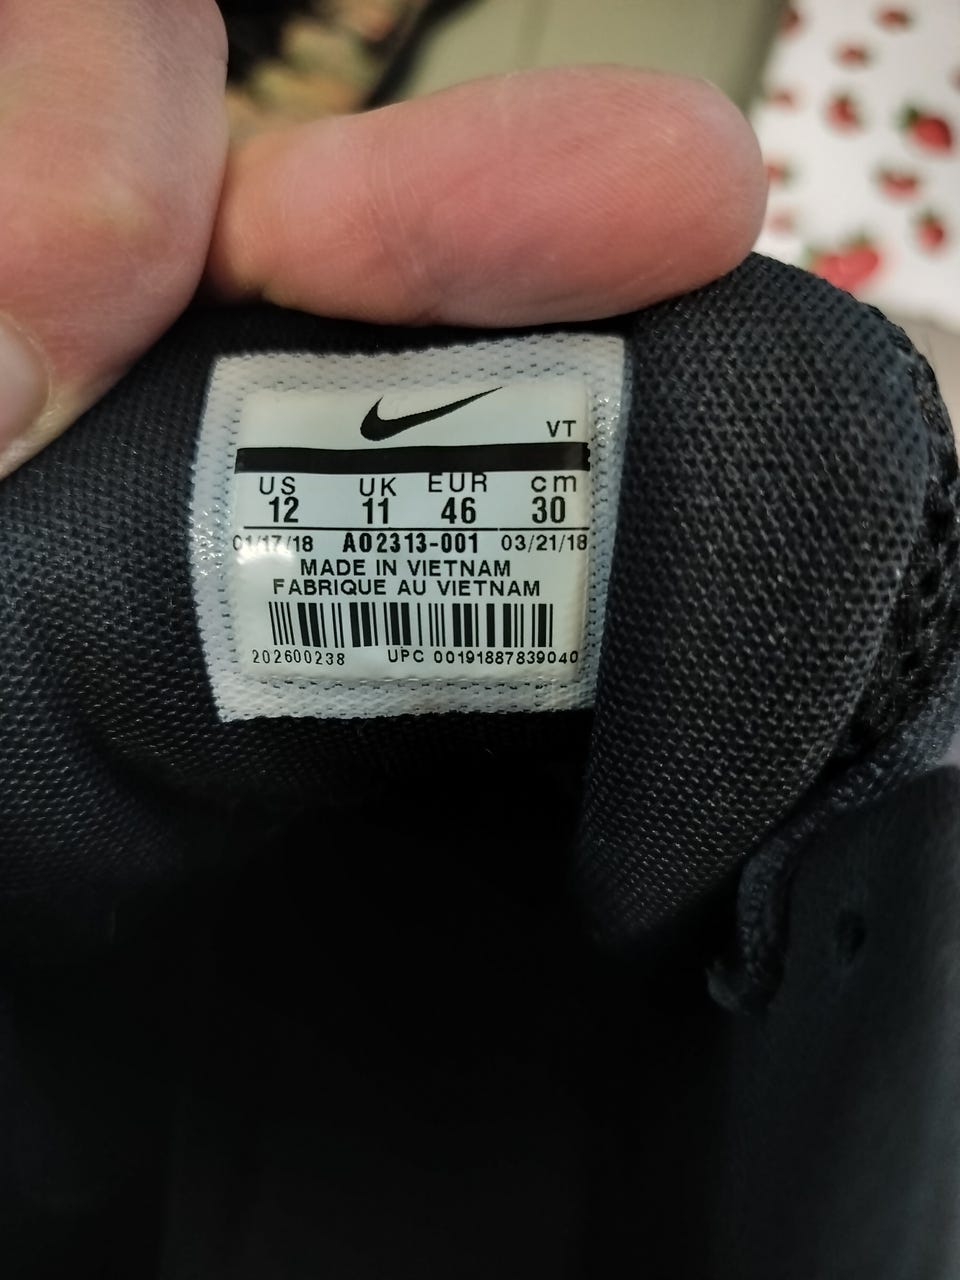 VT
US UK EUR cm
12 11 46 30
01/17/18 AO2313-001 03/21/18
MADE IN VIETNAM
FABRIQUE AU VIETNAM
202600238 UPC 00191887839040